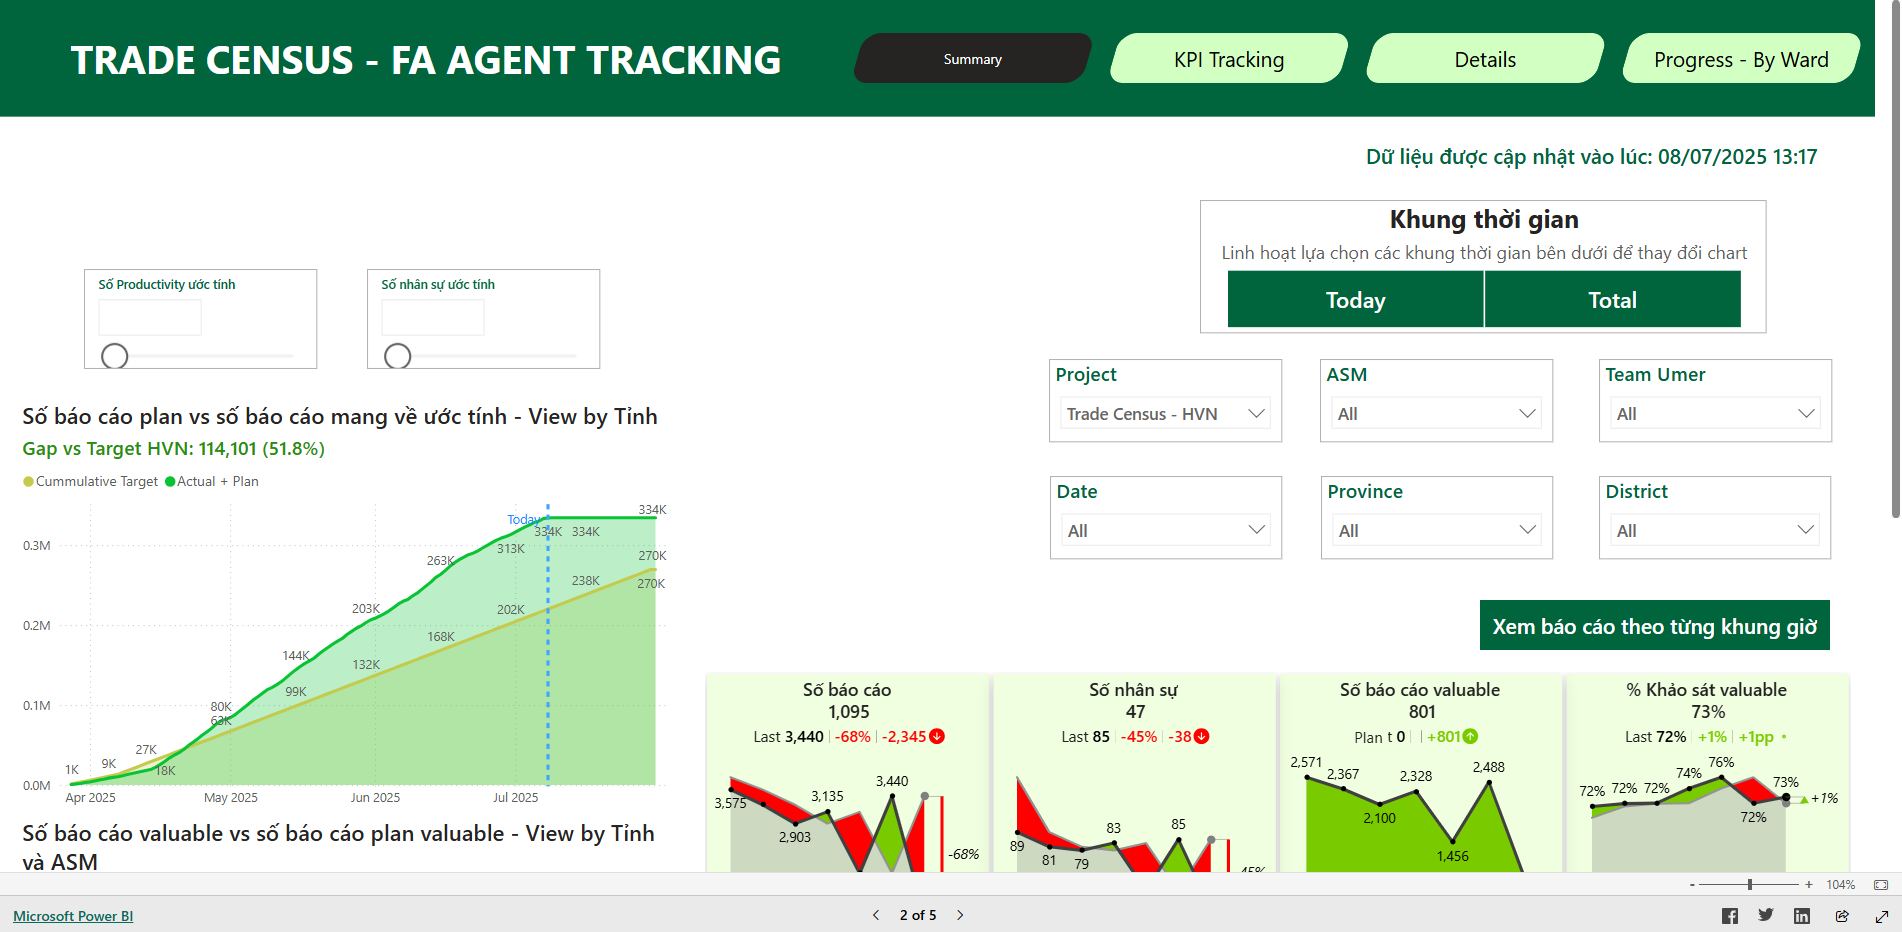 TRADE CENSUS - FA AGENT TRACKING
Summary
KPI Tracking
Details
Progress - By Ward
Dữ liệu được cập nhật vào lúc: 08/07/2025 13:17
Khung thời gian
Linh hoạt lựa chọn các khung thời gian bên dưới để thay đổi chart
Today
Total
Số Productivity ước tính
Số nhân sự ước tính
Project
Trade Census - HVN
ASM
All
Team Umer
All
Date
All
Province
All
District
All
Số báo cáo plan vs số báo cáo mang về ước tính - View by Tỉnh
Gap vs Target HVN: 114,101 (51.8%)
Cummulative Target
Actual + Plan
0.3M
0.2M
0.1M
0.0M
1K
9K
27K
18K
80K
63K
144K
99K
203K
132K
263K
168K
313K
202K
Today
334K
334K
238K
334K
270K
270K
Apr 2025
May 2025
Jun 2025
Jul 2025
Xem báo cáo theo từng khung giờ
Số báo cáo
1,095
Last 3,440
-68%
-2,345
3,575
2,903
3,135
3,440
-68%
Số nhân sự
47
Last 85
-45%
-38
89
81
79
83
85
Số báo cáo valuable
801
Plan t 0
+801
2,571
2,367
2,100
2,328
1,456
2,488
% Khảo sát valuable
73%
Last 72%
+1%
+1pp
72%
72%
72%
74%
76%
72%
73%
+1%
Số báo cáo valuable vs số báo cáo plan valuable - View by Tỉnh
và ASM
- + 104%
Microsoft Power BI
2 of 5